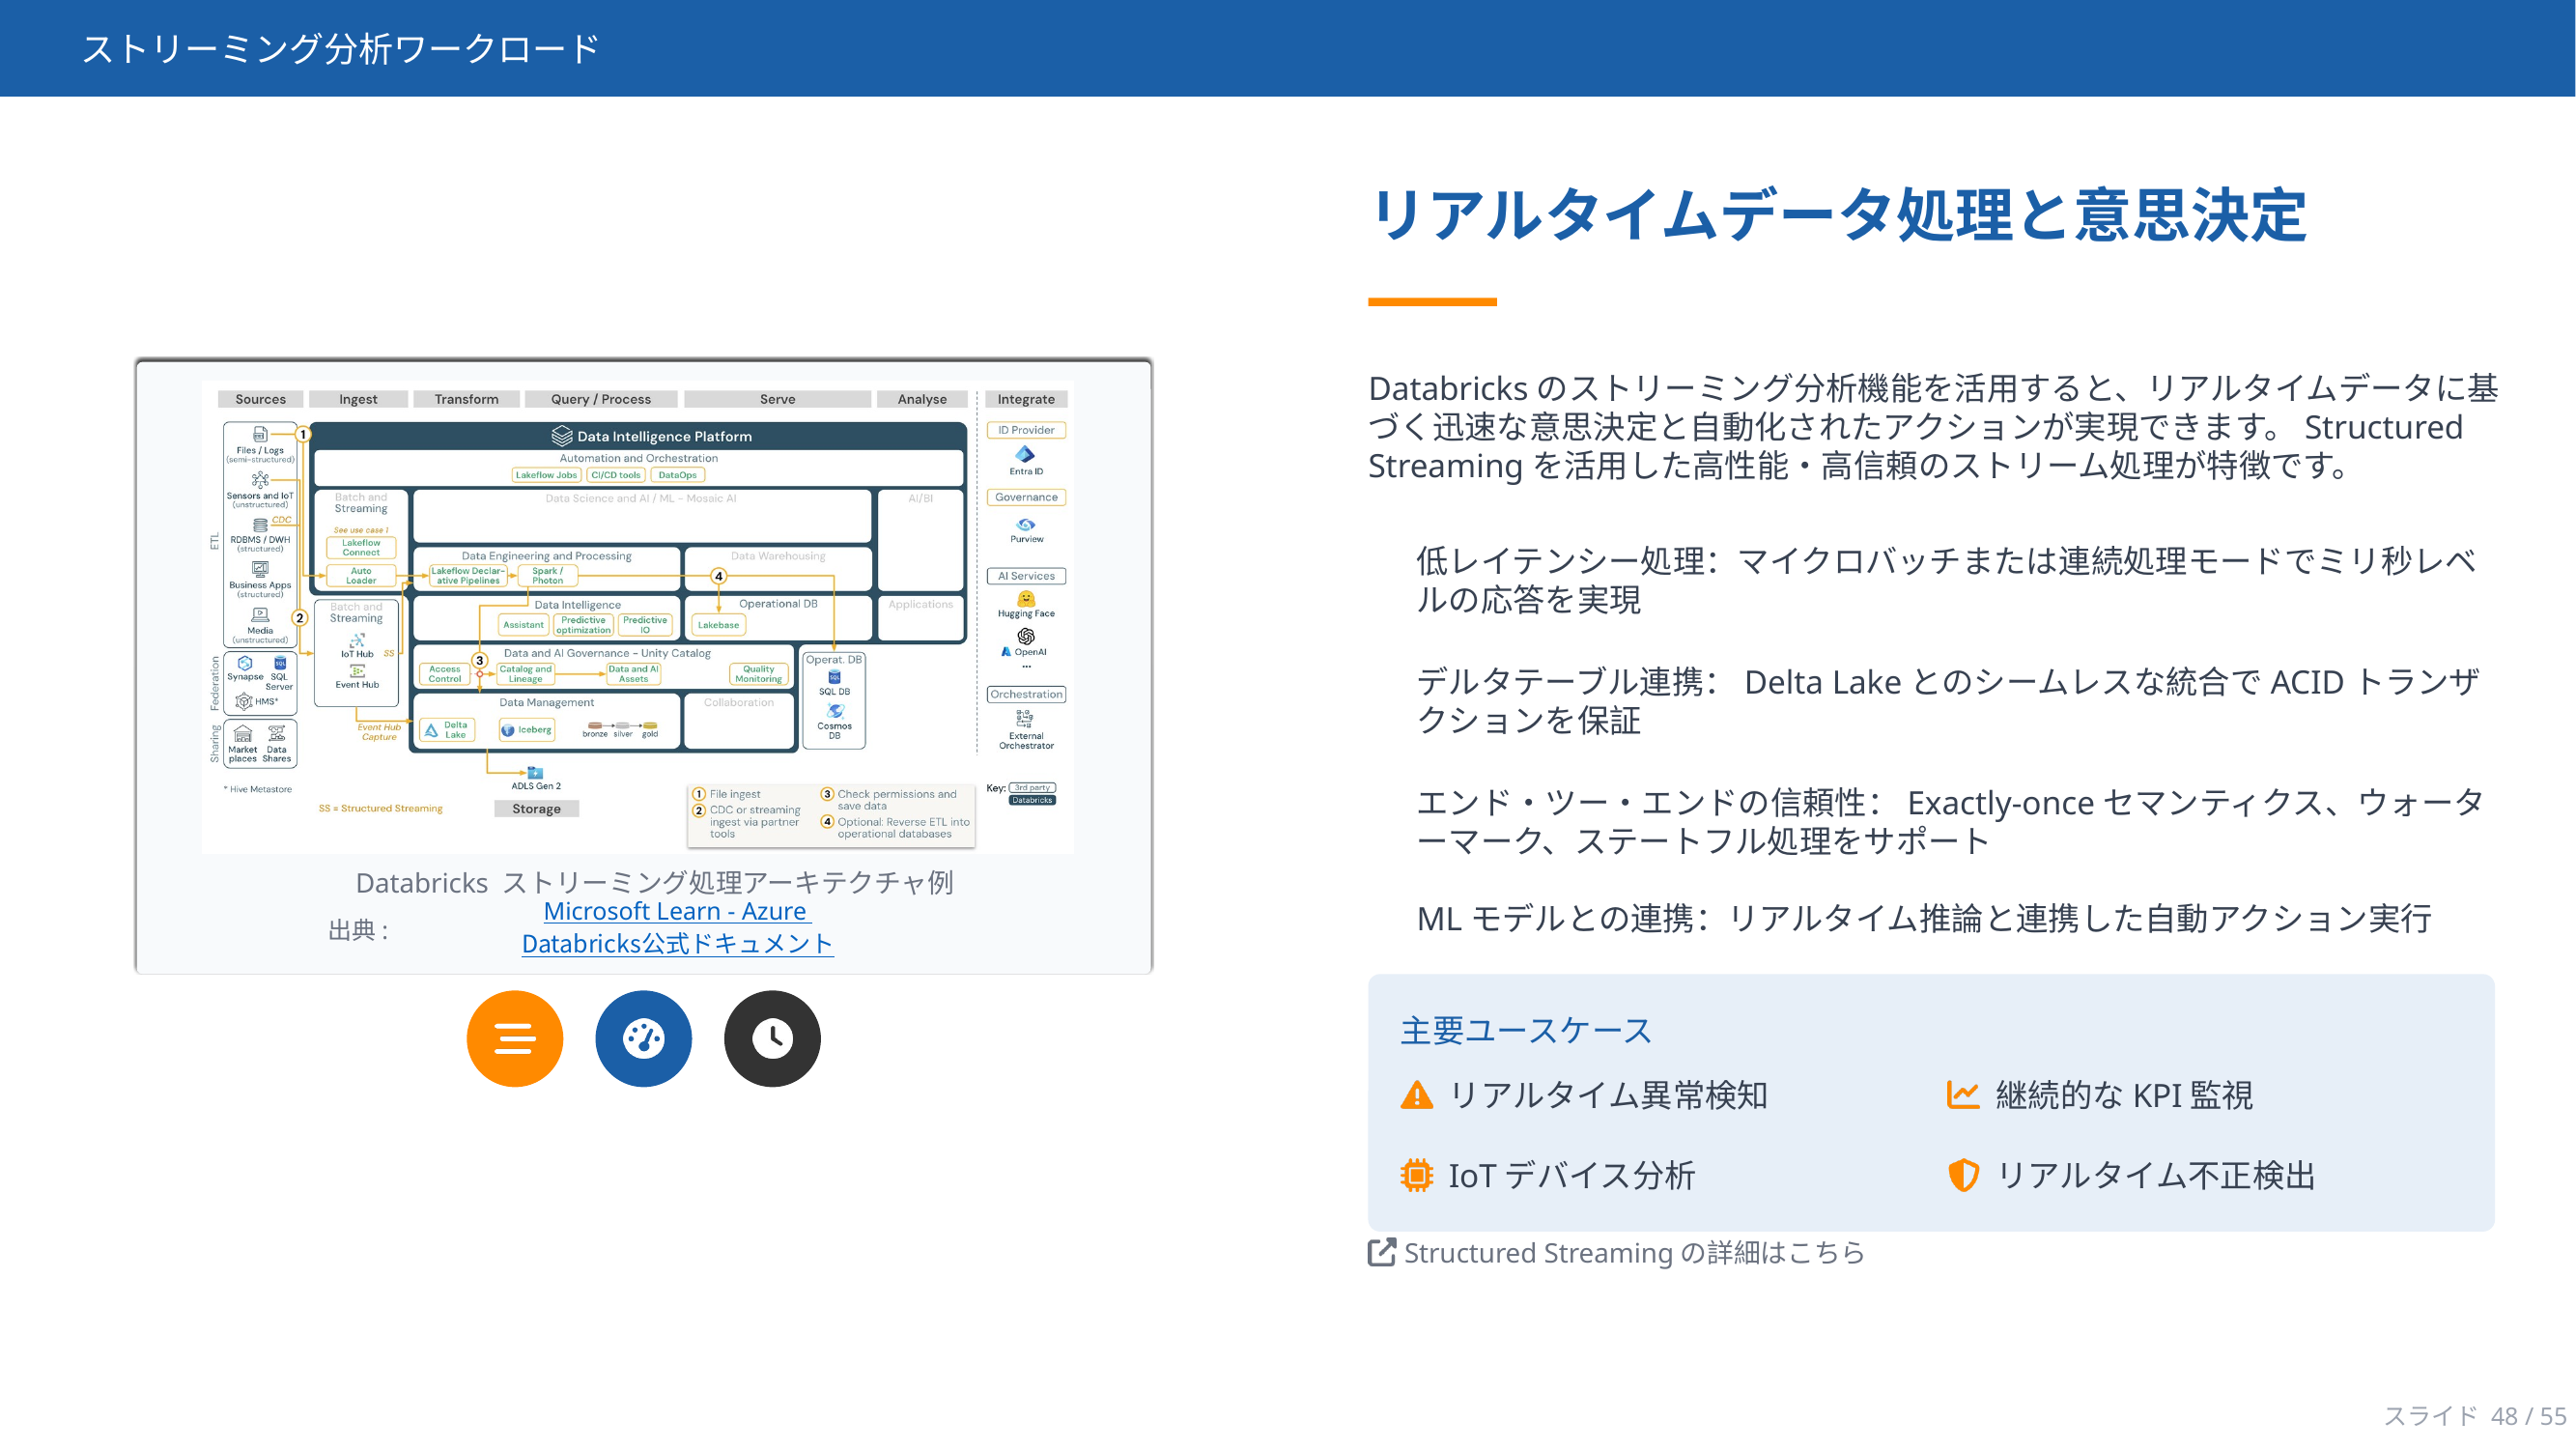 ストリーミング分析ワークロード
Sources
Ingest
Transform
Query / Process
Serve
Analyse
Integrate
ETL
Federation
Sharing
1
Files / Logs
(semi-structured)
Sensors and IoT
(unstructured)
CDC
RDBMS / DWH
(structured)
Business Apps
(structured)
2
Media
(unstructured)
Synapse
SQL
Server
HMS*
Market
places
Data
Shares
* Hive Metastore
Data Intelligence Platform
Automation and Orchestration
Lakeflow Jobs
CI/CD tools
DataOps
Batch and
Streaming
See use case 1
Lakeflow
Connect
Auto
Loader
Data Science and AI / ML - Mosaic AI
AI/BI
Data Engineering and Processing
Lakeflow Declar-
ative Pipelines
Spark /
Photon
Data Warehousing
4
Batch and
Streaming
IoT Hub
SS
Event Hub
Event Hub
Capture
Data Intelligence
Assistant
Predictive
optimization
Predictive
IO
Operational DB
Lakebase
Applications
Data and AI Governance - Unity Catalog
3
Access
Control
Catalog and
Lineage
Data and AI
Assets
Quality
Monitoring
Operat. DB
SQL DB
Cosmos
DB
Data Management
Delta
Lake
Iceberg
bronze
silver
gold
Collaboration
ADLS Gen 2
SS = Structured Streaming
Storage
1 File ingest
2 CDC or streaming
ingest via partner
tools
3 Check permissions and
save data
4 Optional: Reverse ETL into
operational databases
ID Provider
Entra ID
Governance
Purview
AI Services
Hugging Face
OpenAI
...
Orchestration
External
Orchestrator
Key:
3rd party
Databricks
Databricks ストリーミング処理アーキテクチャ例
出典 :
Microsoft Learn - Azure
Databricks公式ドキュメント
リアルタイムデータ処理と意思決定
Databricks のストリーミング分析機能を活用すると、リアルタイムデータに基
づく迅速な意思決定と自動化されたアクションが実現できます。 Structured
Streaming を活用した高性能・高信頼のストリーム処理が特徴です。
低レイテンシー処理：マイクロバッチまたは連続処理モードでミリ秒レベ
ルの応答を実現
デルタテーブル連携： Delta Lake とのシームレスな統合で ACID トランザ
クションを保証
エンド・ツー・エンドの信頼性： Exactly-once セマンティクス、ウォータ
ーマーク、ステートフル処理をサポート
ML モデルとの連携：リアルタイム推論と連携した自動アクション実行
主要ユースケース
リアルタイム異常検知
継続的な KPI 監視
IoT デバイス分析
リアルタイム不正検出
Structured Streaming の詳細はこちら
スライド 48 / 55